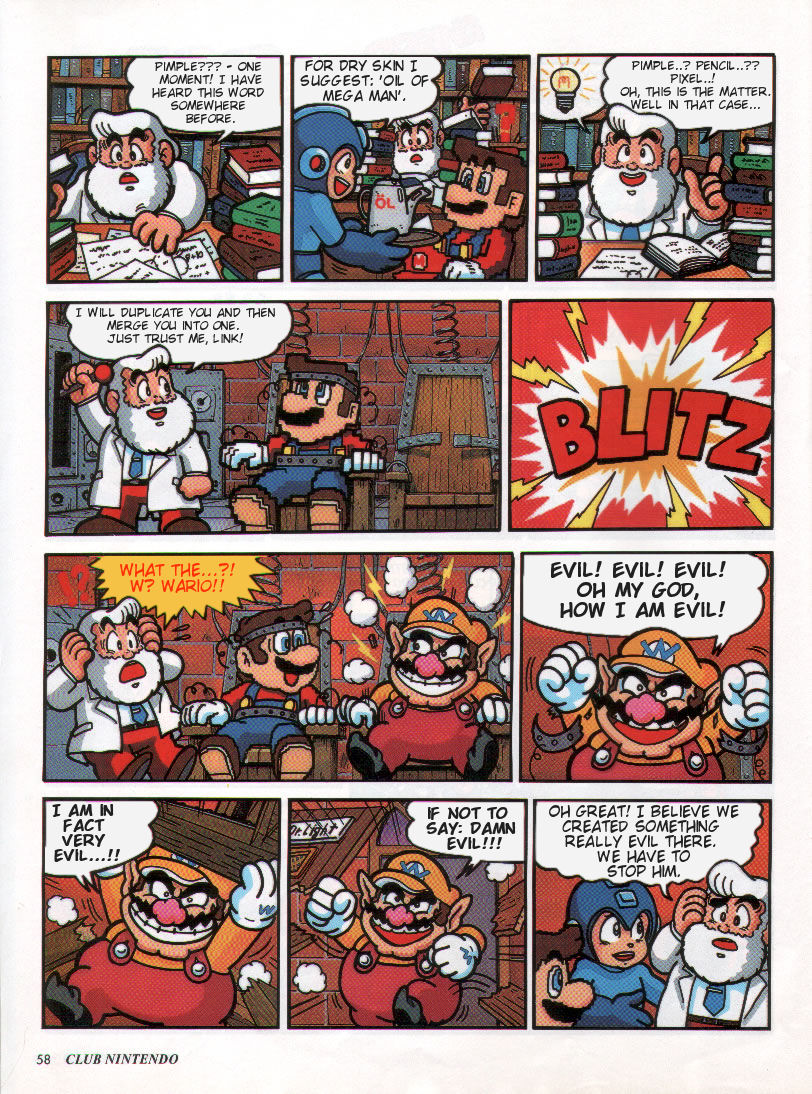 PIMPLE??? - ONE
MOMENT! I HAVE
HEARD THIS WORD
SOMEWHERE
BEFORE.
FOR DRY SKIN I
SUGGEST: 'OIL OF
MEGA MAN'.
ÖL
M
PIMPLE..? PENCIL..??
PIXEL..!
OH, THIS IS THE MATTER.
WELL IN THAT CASE...
M
I WILL DUPLICATE YOU AND THEN
MERGE YOU INTO ONE.
JUST TRUST ME, LINK!
BLITZ
WHAT THE...?!
W? WARIO!!
W
EVIL! EVIL! EVIL!
OH MY GOD,
HOW I AM EVIL!
W
I AM IN
FACT
VERY
EVIL...!!
W
W
IF NOT TO
SAY: DAMN
EVIL!!!
Dr. Light
W
W
OH GREAT! I BELIEVE WE
CREATED SOMETHING
REALLY EVIL THERE.
WE HAVE TO
STOP HIM.
58 CLUB NINTENDO